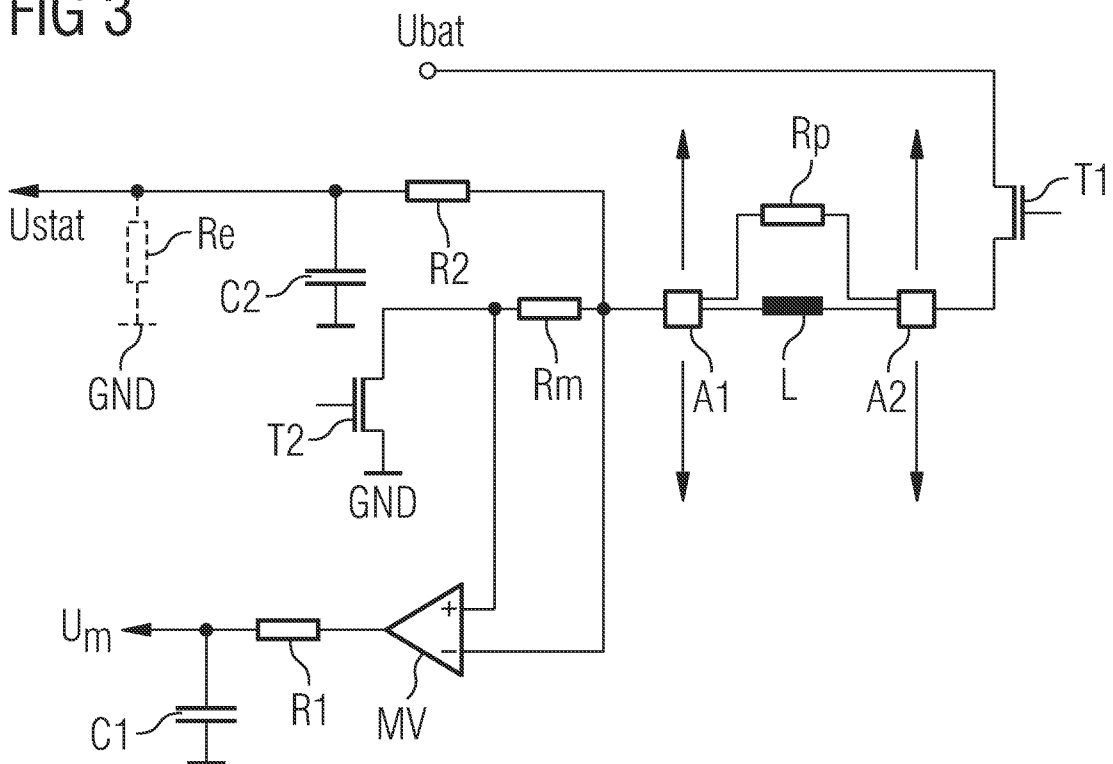 FIG 3
Ubat
Rp
T1
Ustat
Re
R2
C2
GND
Rm
A1
L
A2
T2
GND
+
Um
−
R1
MV
C1